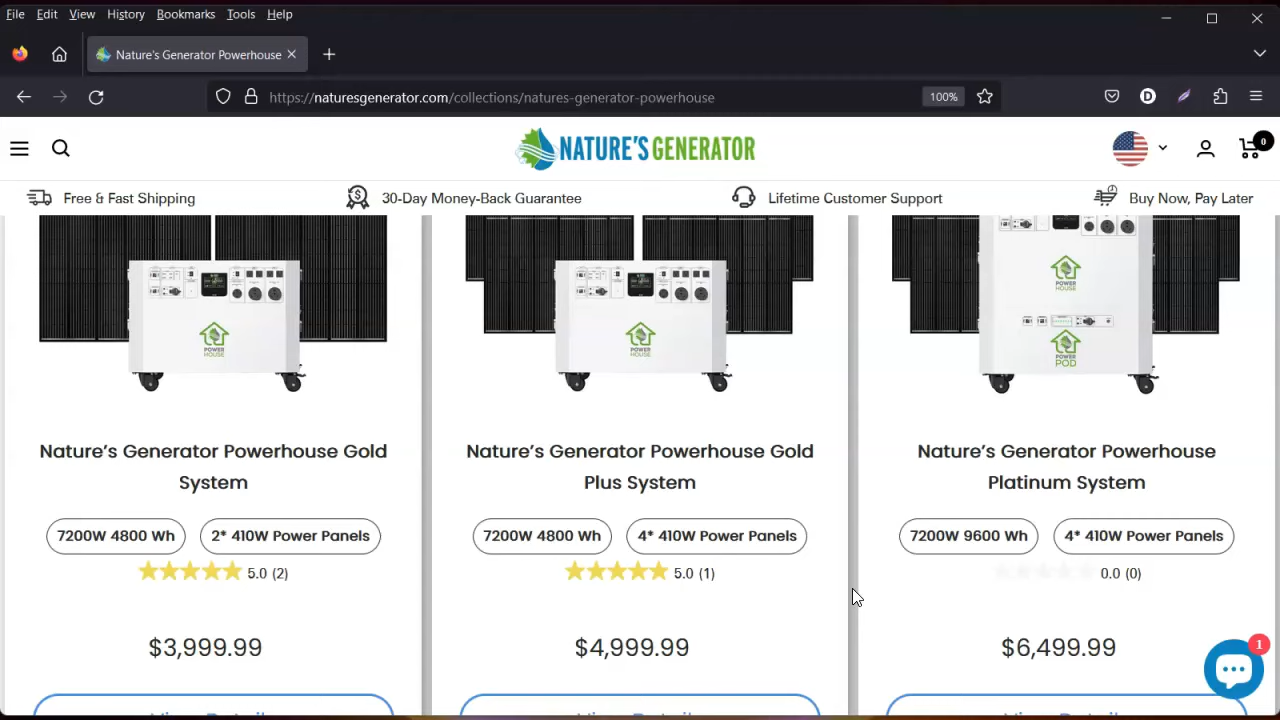 File Edit View History Bookmarks Tools Help
Nature's Generator Powerhouse
https://naturesgenerator.com/collections/natures-generator-powerhouse
100%
D
NATURE'S GENERATOR
0
Free & Fast Shipping
30-Day Money-Back Guarantee
Lifetime Customer Support
Buy Now, Pay Later
POWER
HOUSE
POWER
HOUSE
POWER
HOUSE
POWER
POD
Nature's Generator Powerhouse Gold
System
7200W 4800 Wh
2* 410W Power Panels
5.0 (2)
$3,999.99
Nature's Generator Powerhouse Gold
Plus System
7200W 4800 Wh
4* 410W Power Panels
5.0 (1)
$4,999.99
Nature's Generator Powerhouse
Platinum System
7200W 9600 Wh
4* 410W Power Panels
0.0 (0)
$6,499.99
1